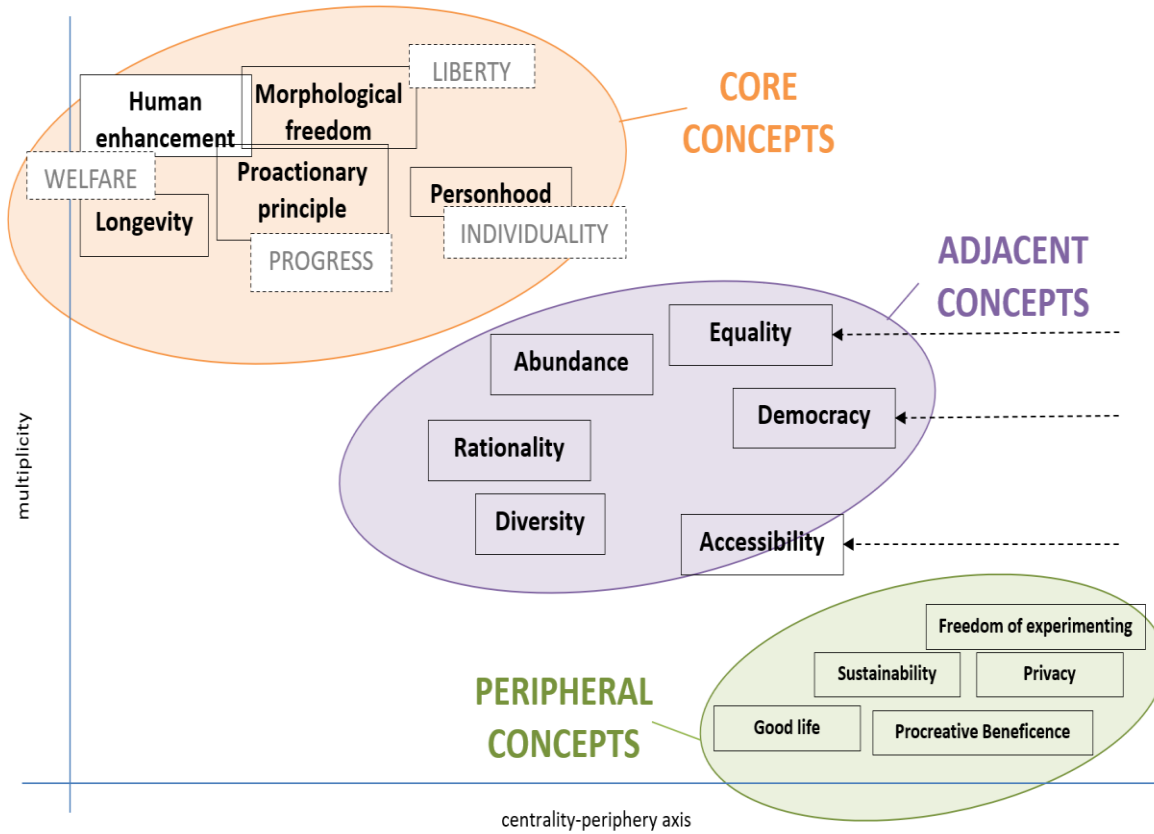 LIBERTY
Human
enhancement
Morphological
freedom
CORE
CONCEPTS
WELFARE
Longevity
Proactionary
principle
Personhood
PROGRESS
INDIVIDUALITY
ADJACENT
CONCEPTS
Equality
Abundance
Democracy
Rationality
Diversity
Accessibility
multiplicity
PERIPHERAL
CONCEPTS
Freedom of experimenting
Sustainability
Privacy
Good life
Procreative Beneficence
centrality-periphery axis